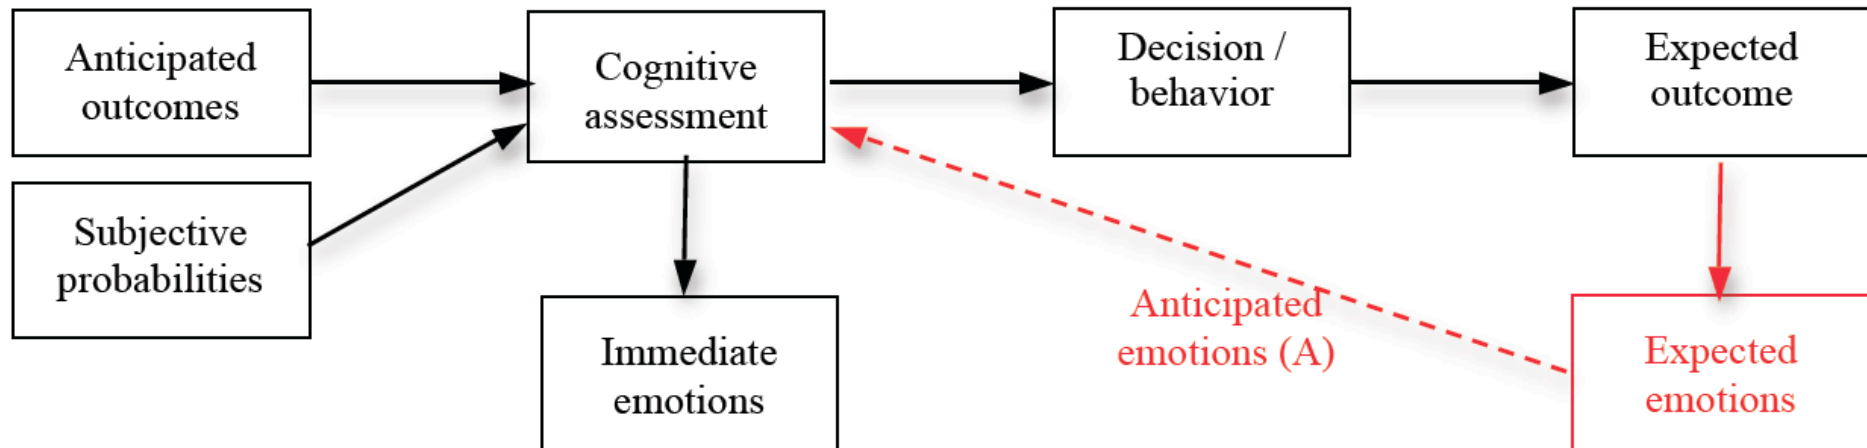 Anticipated
outcomes
Cognitive
assessment
Decision /
behavior
Expected
outcome
Subjective
probabilities
Immediate
emotions
Anticipated
emotions (A)
Expected
emotions